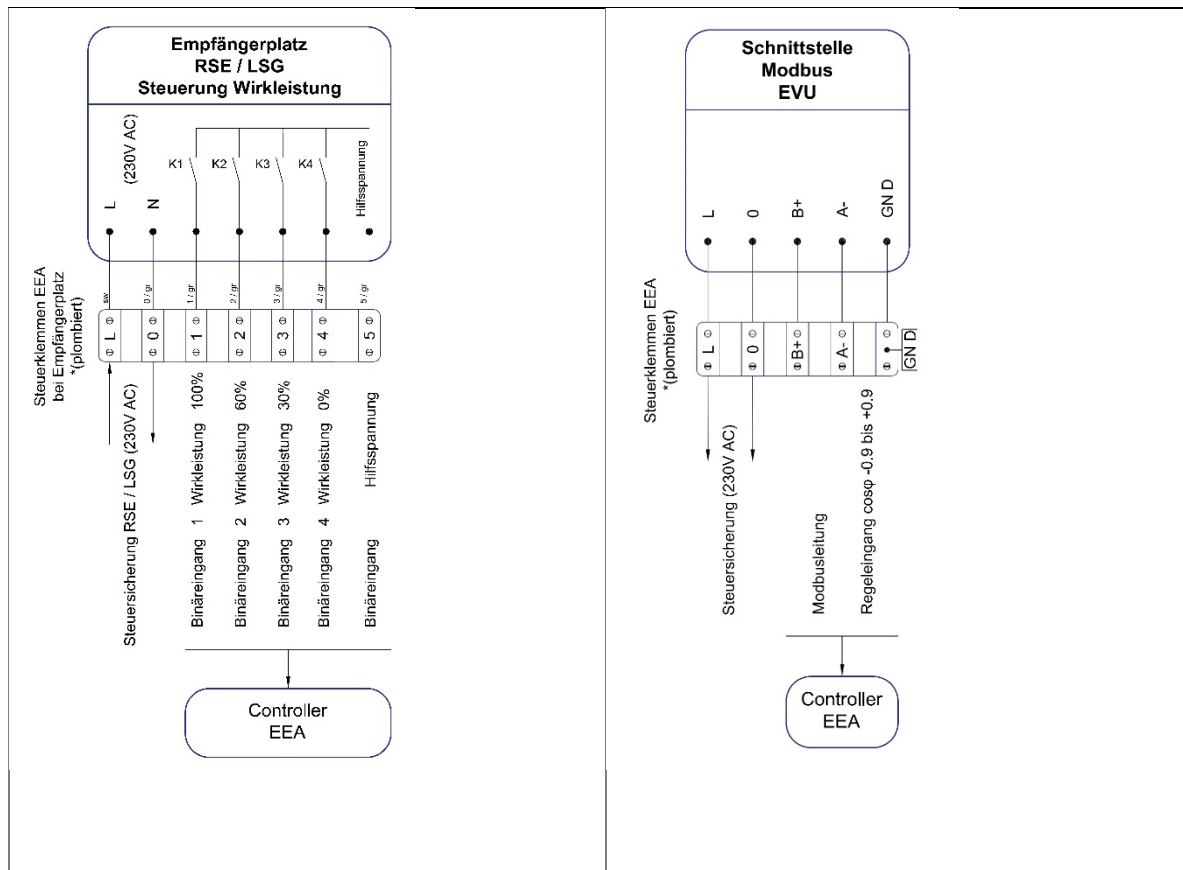 Empfängerplatz
RSE / LSG
Steuerung Wirkleistung
L
(230V AC)
N
K1
K2
K3
K4
Hilfsspannung
Steuerklemmen EEA
bei Empfängerplatz
*(plombiert)
sw
0 / gr
1 / gr
2 / gr
3 / gr
4 / gr
5 / gr
L
0
1
2
3
4
5
Steuersicherung RSE / LSG (230V AC)
Binäreingang 1 Wirkleistung 100%
Binäreingang 2 Wirkleistung 60%
Binäreingang 3 Wirkleistung 30%
Binäreingang 4 Wirkleistung 0%
Binäreingang Hilfsspannung
Controller
EEA
Schnittstelle
Modbus
EVU
L
0
B+
A-
GN D
Steuerklemmen EEA
*(plombiert)
L
0
B+
A-
GN D
Steuersicherung (230V AC)
Modbusleitung
Regeleingang cosφ -0.9 bis +0.9
Controller
EEA